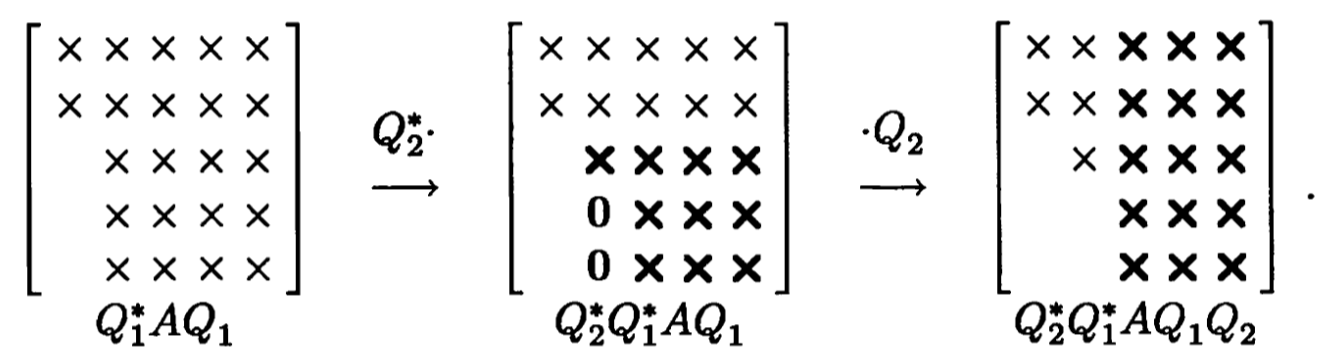 × × × × × × × × × × × × × × ×
× × × × × × × × × × × × × × ×
× × × × Q₂*· → × × × × ·Q₂ → × × × ×
× × × × 0 × × × × × × .
× × × × 0 × × × × × ×
Q₁*AQ₁ Q₂*Q₁*AQ₁ Q₂*Q₁*AQ₁Q₂